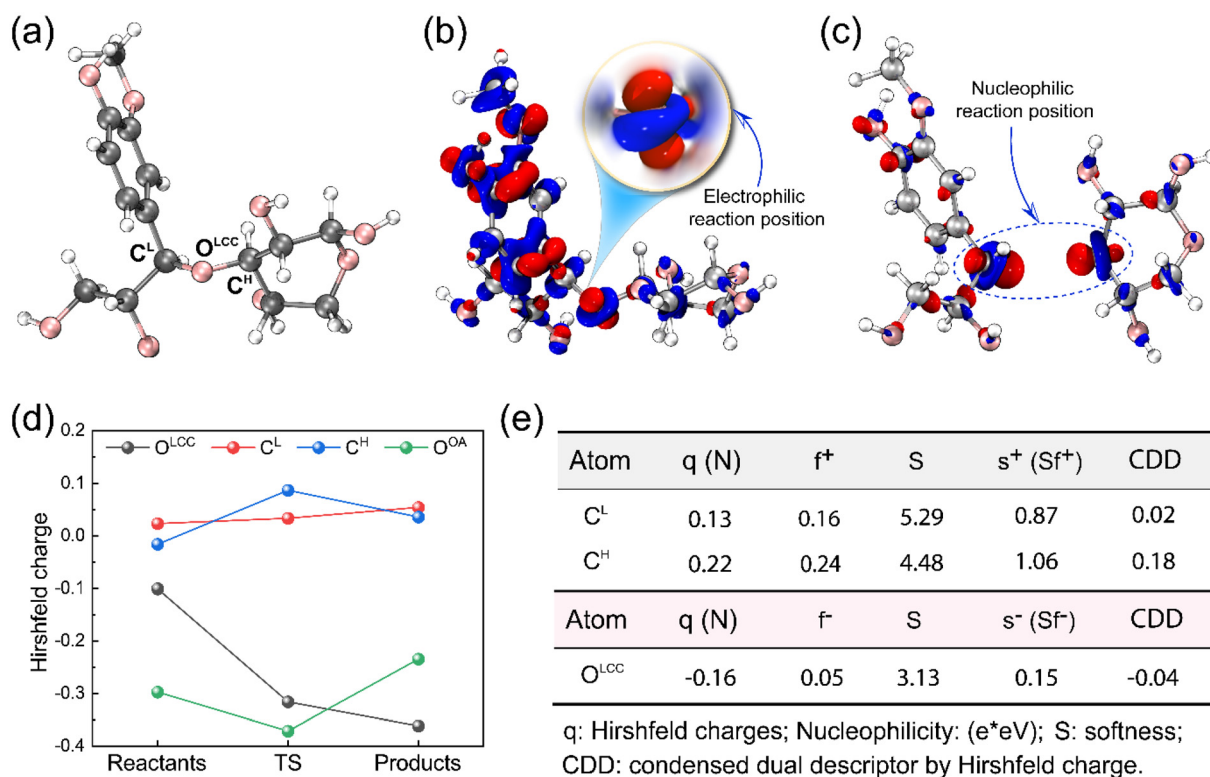 (a)
C^L
O^LCC
C^H
(b)
Electrophilic
reaction position
(c)
Nucleophilic
reaction position
(d)
Hirshfeld charge
0.2
0.1
0.0
-0.1
-0.2
-0.3
-0.4
O^LCC C^L C^H O^OA
Reactants TS Products
(e)
Atom q (N) f⁺ S s⁺ (Sf⁺) CDD
C^L 0.13 0.16 5.29 0.87 0.02
C^H 0.22 0.24 4.48 1.06 0.18
Atom q (N) f⁻ S s⁻ (Sf⁻) CDD
O^LCC -0.16 0.05 3.13 0.15 -0.04
q: Hirshfeld charges; Nucleophilicity: (e*eV); S: softness;
CDD: condensed dual descriptor by Hirshfeld charge.